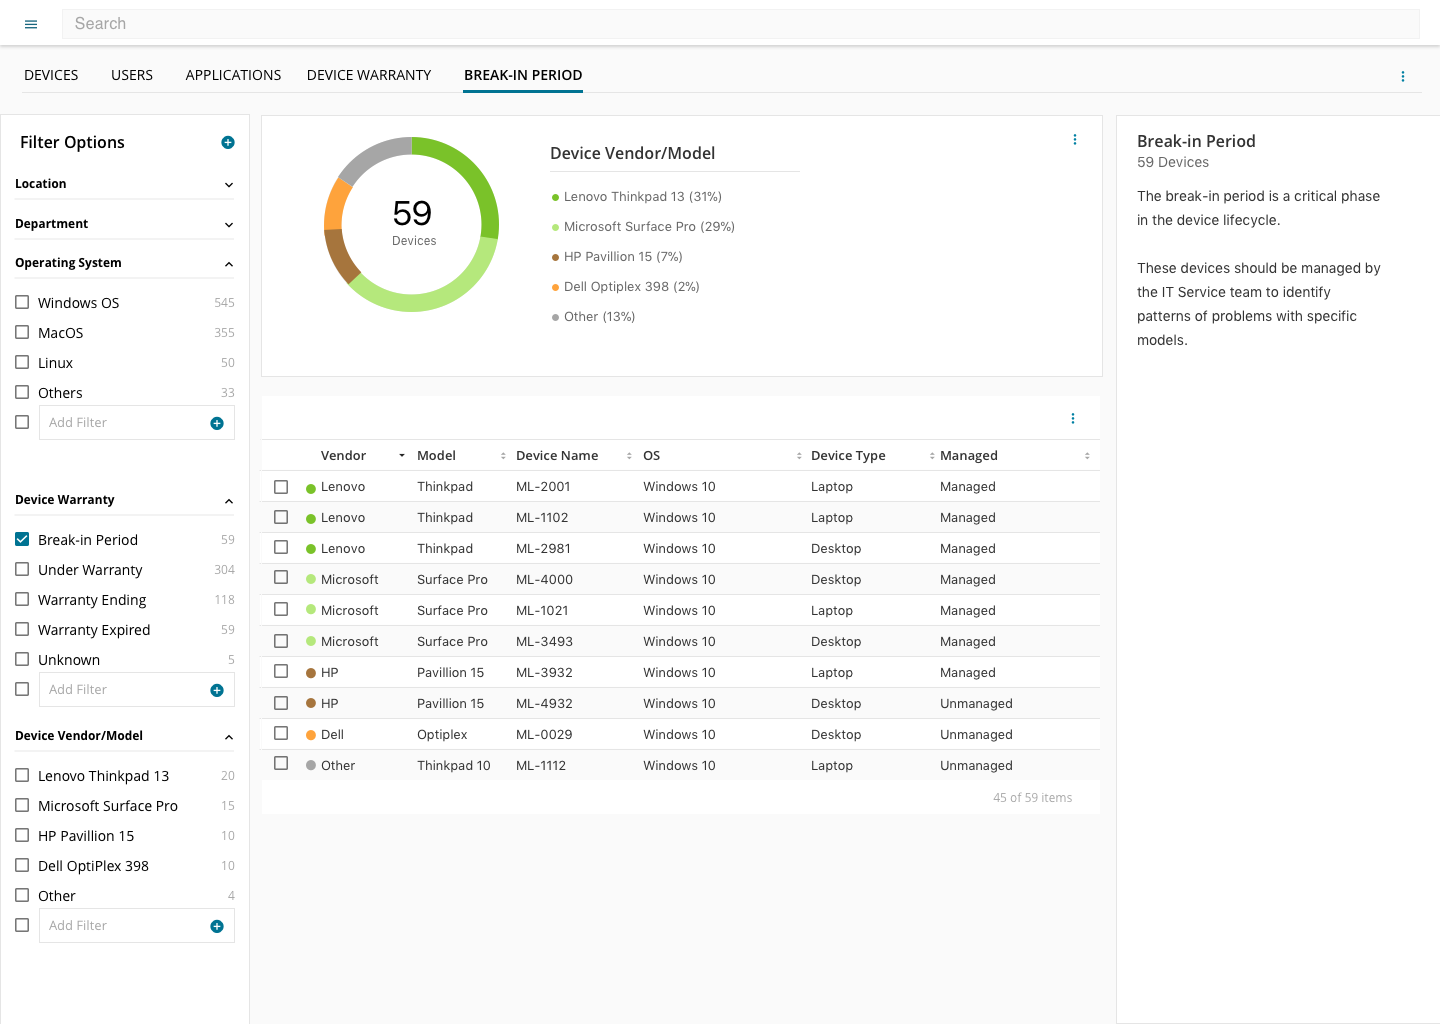 Search
DEVICES USERS APPLICATIONS DEVICE WARRANTY BREAK-IN PERIOD
Filter Options
Location
Department
Operating System
Windows OS 545
MacOS 355
Linux 50
Others 33
Add Filter
Device Warranty
Break-in Period 59
Under Warranty 304
Warranty Ending 118
Warranty Expired 59
Unknown 5
Add Filter
Device Vendor/Model
Lenovo Thinkpad 13 20
Microsoft Surface Pro 15
HP Pavillion 15 10
Dell OptiPlex 398 10
Other 4
Add Filter
59
Devices
Device Vendor/Model
Lenovo Thinkpad 13 (31%)
Microsoft Surface Pro (29%)
HP Pavillion 15 (7%)
Dell Optiplex 398 (2%)
Other (13%)
Vendor Model Device Name OS Device Type Managed
Lenovo Thinkpad ML-2001 Windows 10 Laptop Managed
Lenovo Thinkpad ML-1102 Windows 10 Laptop Managed
Lenovo Thinkpad ML-2981 Windows 10 Desktop Managed
Microsoft Surface Pro ML-4000 Windows 10 Desktop Managed
Microsoft Surface Pro ML-1021 Windows 10 Laptop Managed
Microsoft Surface Pro ML-3493 Windows 10 Desktop Managed
HP Pavillion 15 ML-3932 Windows 10 Laptop Managed
HP Pavillion 15 ML-4932 Windows 10 Desktop Unmanaged
Dell Optiplex ML-0029 Windows 10 Desktop Unmanaged
Other Thinkpad 10 ML-1112 Windows 10 Laptop Unmanaged
45 of 59 items
Break-in Period
59 Devices
The break-in period is a critical phase
in the device lifecycle.
These devices should be managed by
the IT Service team to identify
patterns of problems with specific
models.